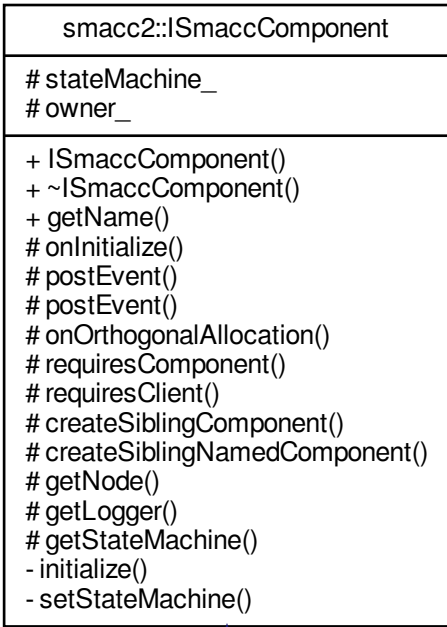 smacc2::ISmaccComponent
# stateMachine_
# owner_
+ ISmaccComponent()
+ ~ISmaccComponent()
+ getName()
# onInitialize()
# postEvent()
# postEvent()
# onOrthogonalAllocation()
# requiresComponent()
# requiresClient()
# createSiblingComponent()
# createSiblingNamedComponent()
# getNode()
# getLogger()
# getStateMachine()
- initialize()
- setStateMachine()